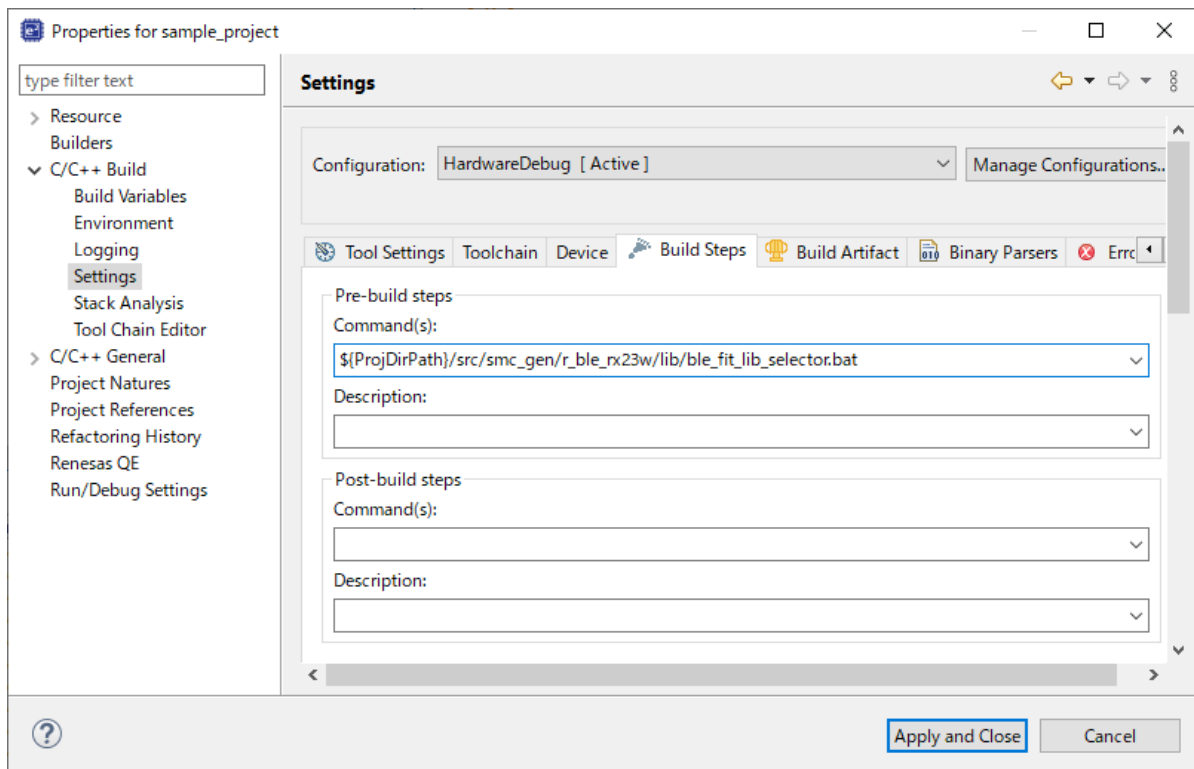 Properties for sample_project
type filter text
Settings
Resource
Builders
C/C++ Build
Build Variables
Environment
Logging
Settings
Stack Analysis
Tool Chain Editor
C/C++ General
Project Natures
Project References
Refactoring History
Renesas QE
Run/Debug Settings
Configuration: HardwareDebug [ Active ] Manage Configurations..
Tool Settings Toolchain Device Build Steps Build Artifact 010 Binary Parsers Errc
Pre-build steps
Command(s):
${ProjDirPath}/src/smc_gen/r_ble_rx23w/lib/ble_fit_lib_selector.bat
Description:
Post-build steps
Command(s):
Description:
Apply and Close Cancel